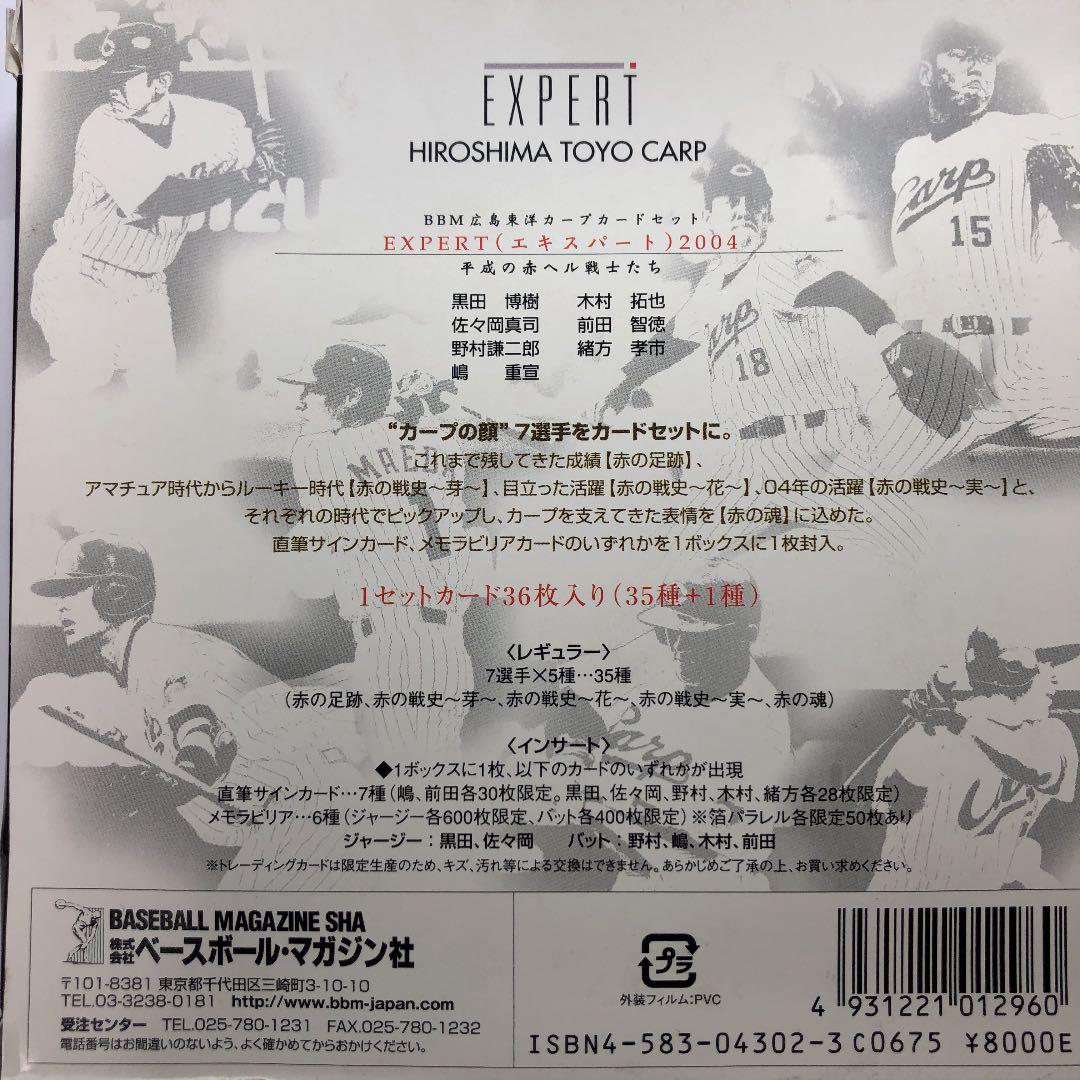 EXPERT
HIROSHIMA TOYO CARP
BBM広島東洋カープカードセット
EXPERT(エキスパート)2004
平成の赤ヘル戦士たち
黒田 博樹 木村 拓也
佐々岡真司 前田 智徳
野村謙二郎 緒方 孝市
嶋 重宣
“カープの顔”7選手をカードセットに。
これまで残してきた成績【赤の足跡】、
アマチュア時代からルーキー時代【赤の戦史～芽～】、目立った活躍【赤の戦史～花～】、04年の活躍【赤の戦史～実～】と、
それぞれの時代でピックアップし、カープを支えてきた表情を【赤の魂】に込めた。
直筆サインカード、メモラビリアカードのいずれかを1ボックスに1枚封入。
1セットカード36枚入り(35種+1種)
〈レギュラー〉
7選手×5種…35種
(赤の足跡、赤の戦史～芽～、赤の戦史～花～、赤の戦史～実～、赤の魂)
〈インサート〉
◆1ボックスに1枚、以下のカードのいずれかが出現
直筆サインカード…7種(嶋、前田各30枚限定。黒田、佐々岡、野村、木村、緒方各28枚限定)
メモラビリア…6種(ジャージー各600枚限定、バット各400枚限定)※箔パラレル各限定50枚あり
ジャージー：黒田、佐々岡 バット：野村、嶋、木村、前田
※トレーディングカードは限定生産のため、キズ、汚れ等による交換はできません。あらかじめご了承の上、お買い求めください。
Carp
15
18
MAEDA
1
Carp
BASEBALL MAGAZINE SHA
株式会社ベースボール・マガジン社
〒101-8381 東京都千代田区三崎町3-10-10
TEL.03-3238-0181 http://www.bbm-japan.com
受注センター TEL.025-780-1231 FAX.025-780-1232
電話番号はお間違いのないよう、よく確かめてからおかけください。
プラ
外装フィルム:PVC
4 931221 012960
ISBN4-583-04302-3 C0675 ¥8000E